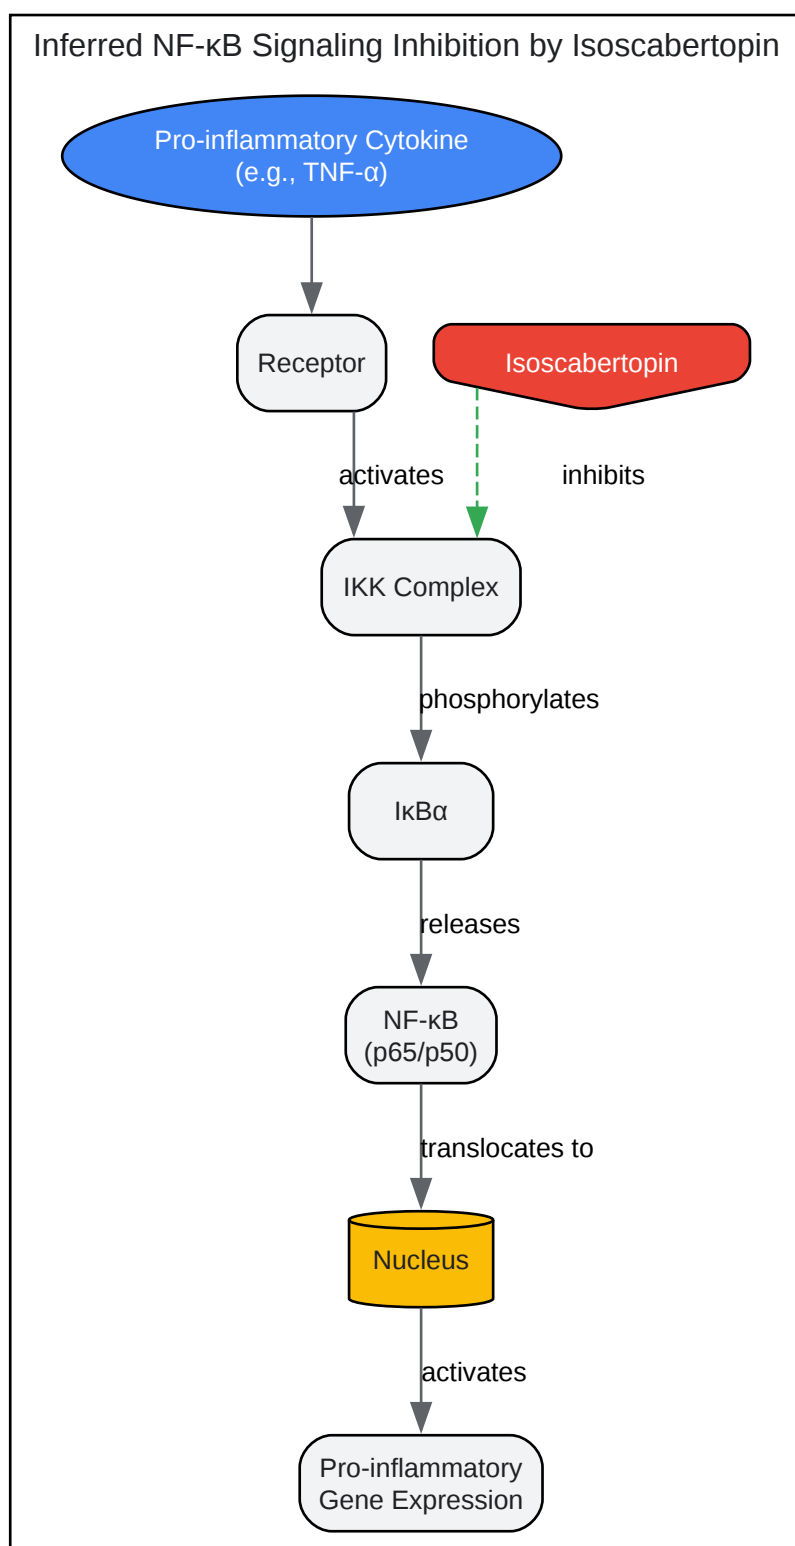 Inferred NF-κB Signaling Inhibition by Isoscabertopin
Pro-inflammatory Cytokine
(e.g., TNF-α)
Receptor
Isoscabertopin
activates
inhibits
IKK Complex
phosphorylates
IκBα
releases
NF-κB
(p65/p50)
translocates to
Nucleus
activates
Pro-inflammatory
Gene Expression